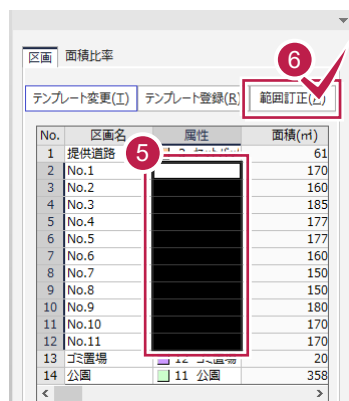 区画 面積比率
6
テンプレート変更(T) テンプレート登録(R) 範囲訂正
No. 区画名 属性 面積(㎡)
5
1 提供道路 61
2 No.1 170
3 No.2 160
4 No.3 185
5 No.4 177
6 No.5 177
7 No.6 160
8 No.7 150
9 No.8 150
10 No.9 180
11 No.10 170
12 No.11 170
13 ゴミ置場 12 ゴミ置場 20
14 公園 11 公園 358